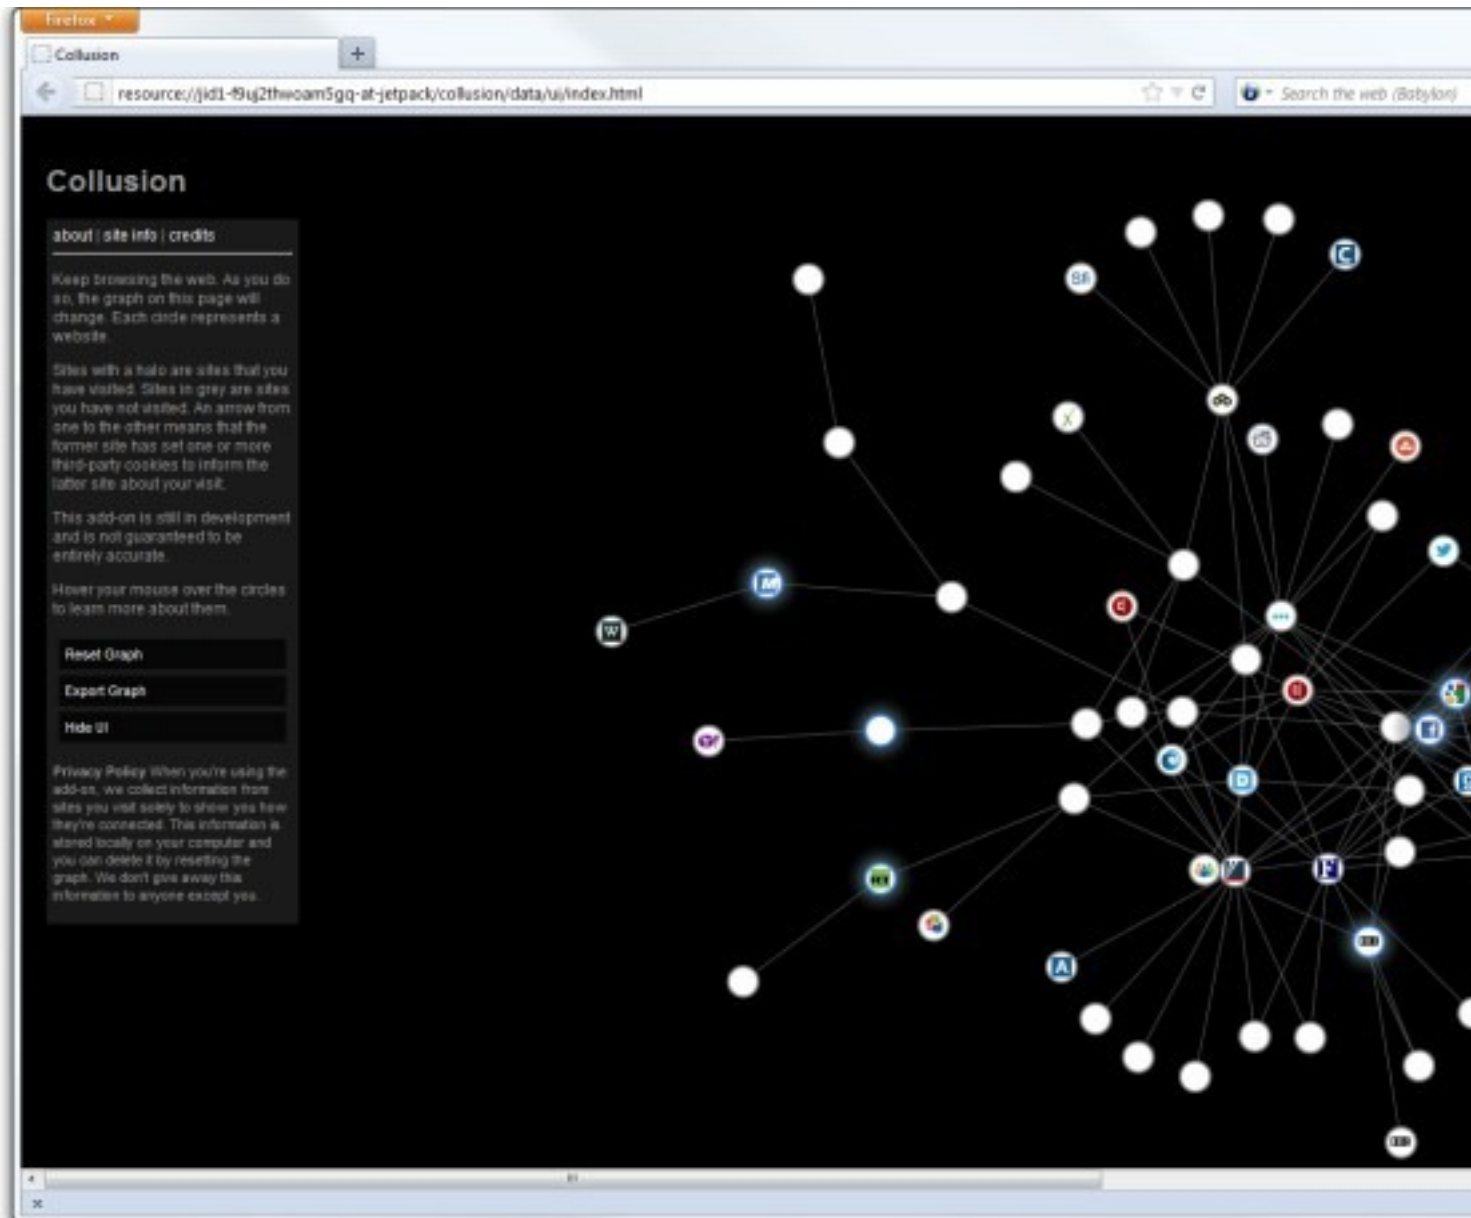 Firefox
Collusion
+
resource://jid1-f9uj2thwoam5gq-at-jetpack/collusion/data/ui/index.html
Search the web (Babylon)
Collusion
about | site info | credits
Keep browsing the web. As you do
so, the graph on this page will
change. Each circle represents a
website.
Sites with a halo are sites that you
have visited. Sites in grey are sites
you have not visited. An arrow from
one to the other means that the
former site has set one or more
third-party cookies to inform the
latter site about your visit.
This add-on is still in development
and is not guaranteed to be
entirely accurate.
Hover your mouse over the circles
to learn more about them.
Reset Graph
Export Graph
Hide UI
Privacy Policy When you're using the
add-on, we collect information from
sites you visit solely to show you how
they're connected. This information is
stored locally on your computer and
you can delete it by resetting the
graph. We don't give away this
information to anyone except you.
C
M
W
Y!
f
D
F
A